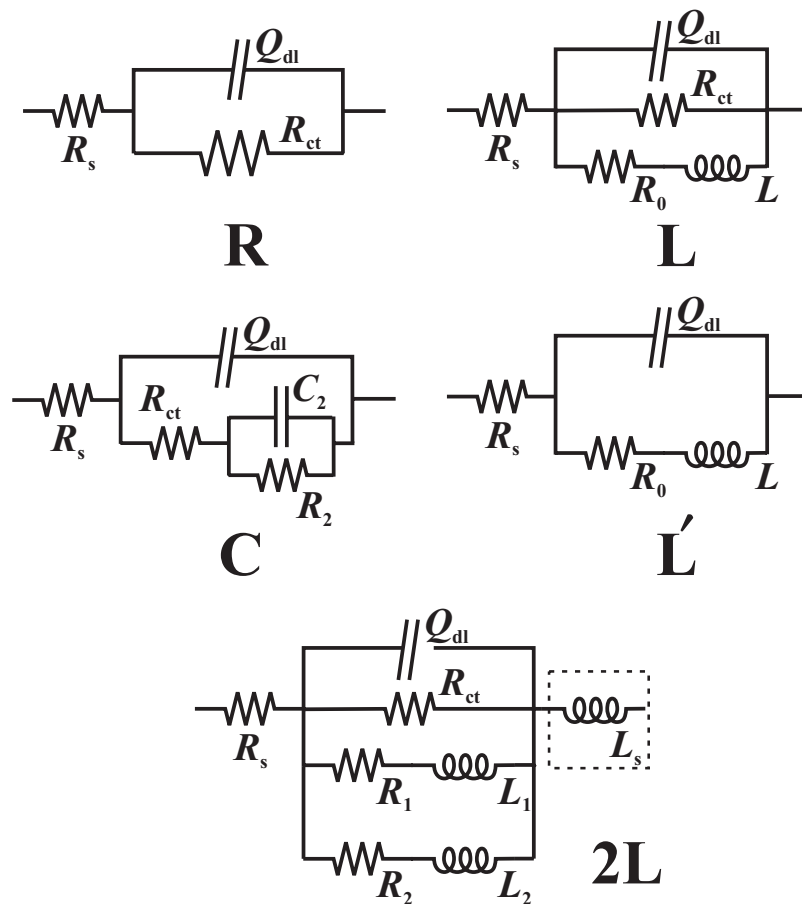 Q_dl
R_s
R_ct
R
Q_dl
R_s
R_ct
R_0
L
L
Q_dl
R_s
R_ct
C_2
R_2
C
Q_dl
R_s
R_0
L
L′
Q_dl
R_s
R_ct
L_s
R_1
L_1
R_2
L_2
2L